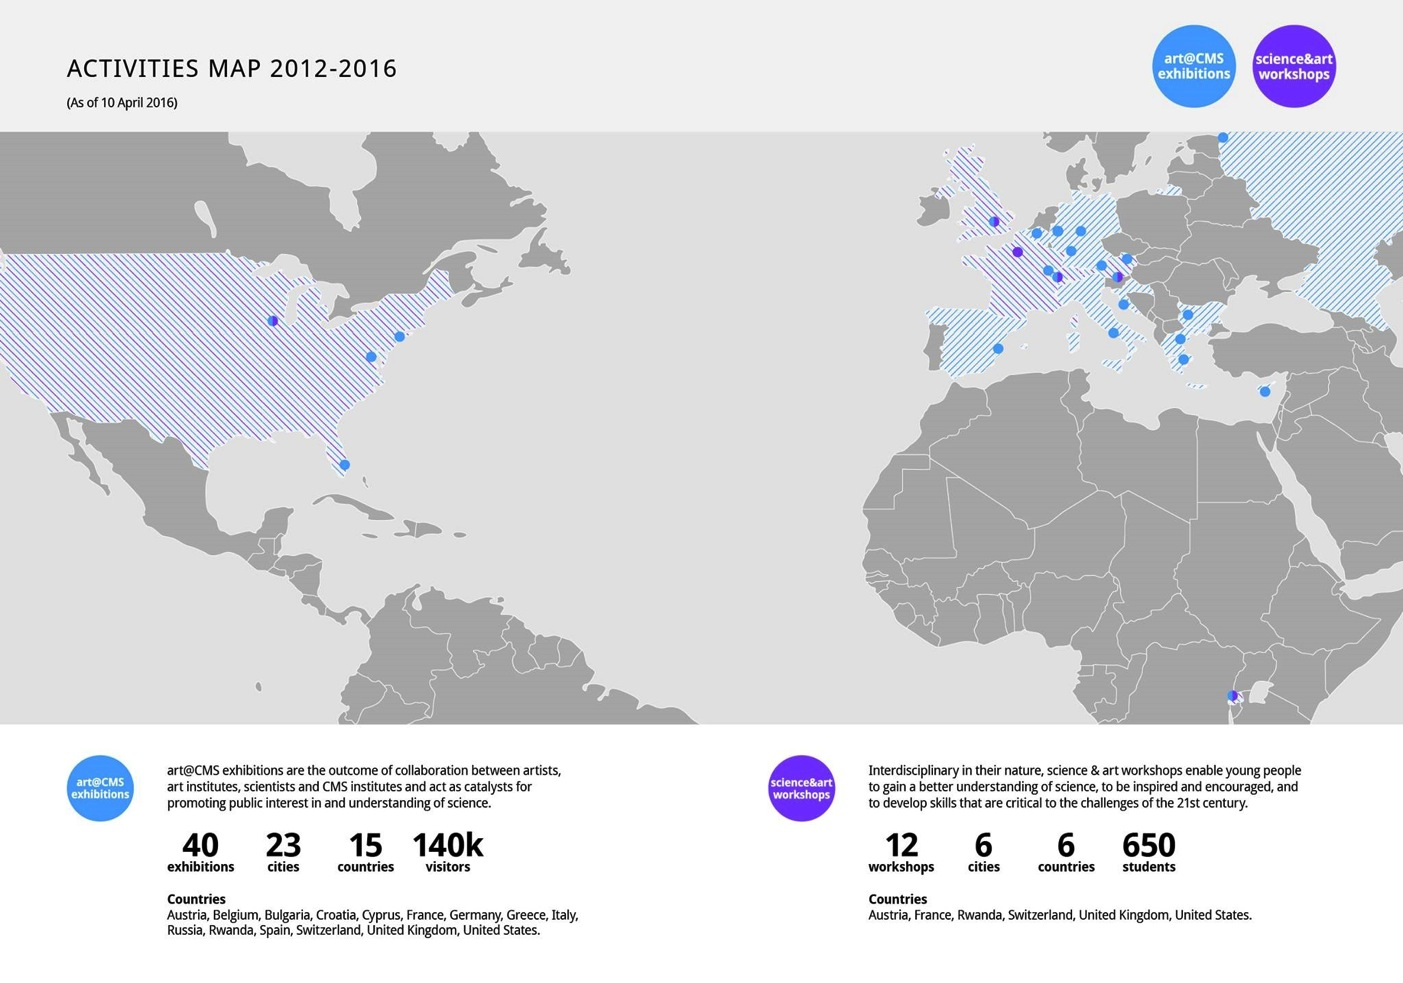 ACTIVITIES MAP 2012-2016
(As of 10 April 2016)
art@CMS
exhibitions
science&art
workshops
art@CMS
exhibitions
art@CMS exhibitions are the outcome of collaboration between artists,
art institutes, scientists and CMS institutes and act as catalysts for
promoting public interest in and understanding of science.
40
exhibitions
23
cities
15
countries
140k
visitors
Countries
Austria, Belgium, Bulgaria, Croatia, Cyprus, France, Germany, Greece, Italy,
Russia, Rwanda, Spain, Switzerland, United Kingdom, United States.
science&art
workshops
Interdisciplinary in their nature, science & art workshops enable young people
to gain a better understanding of science, to be inspired and encouraged, and
to develop skills that are critical to the challenges of the 21st century.
12
workshops
6
cities
6
countries
650
students
Countries
Austria, France, Rwanda, Switzerland, United Kingdom, United States.